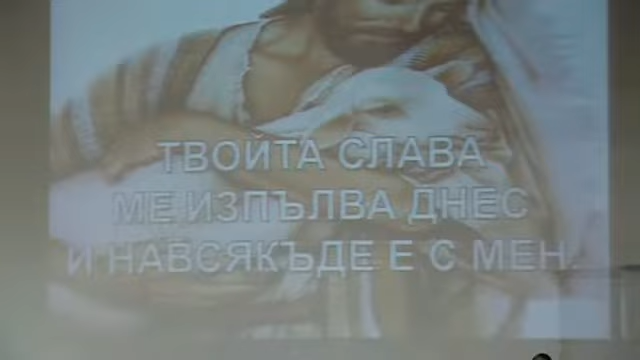 ТВОЙТА СЛАВА
МЕ ИЗПЪЛВА ДНЕС
И НАВСЯКЪДЕ Е С МЕН.